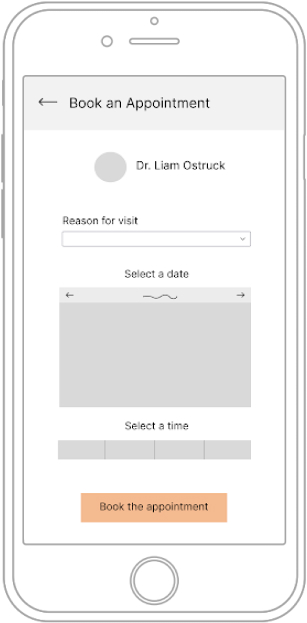 Book an Appointment
Dr. Liam Ostruck
Reason for visit
Select a date
Select a time
Book the appointment